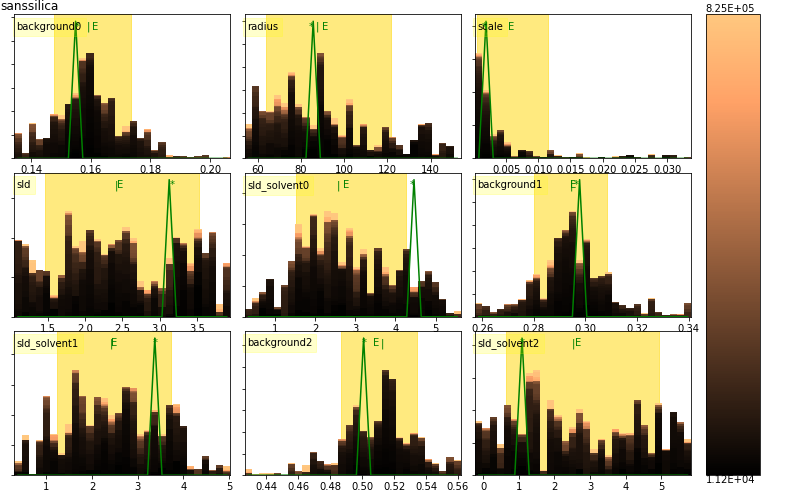 sanssilica
8.25E+05
background0 | E
* | E
radius
scale E
0.14 0.16 0.18 0.20
60 80 100 120 140
0.005 0.010 0.015 0.020 0.025 0.030
sld |E *
sld_solvent0 | E *
background1 E *
1.5 2.0 2.5 3.0 3.5
1 2 3 4 5
0.26 0.28 0.30 0.32 0.34
sld_solvent1 |E *
background2 * E|
sld_solvent2 * |E
1 2 3 4 5
0.44 0.46 0.48 0.50 0.52 0.54 0.56
0 1 2 3 4 5
1.12E+04